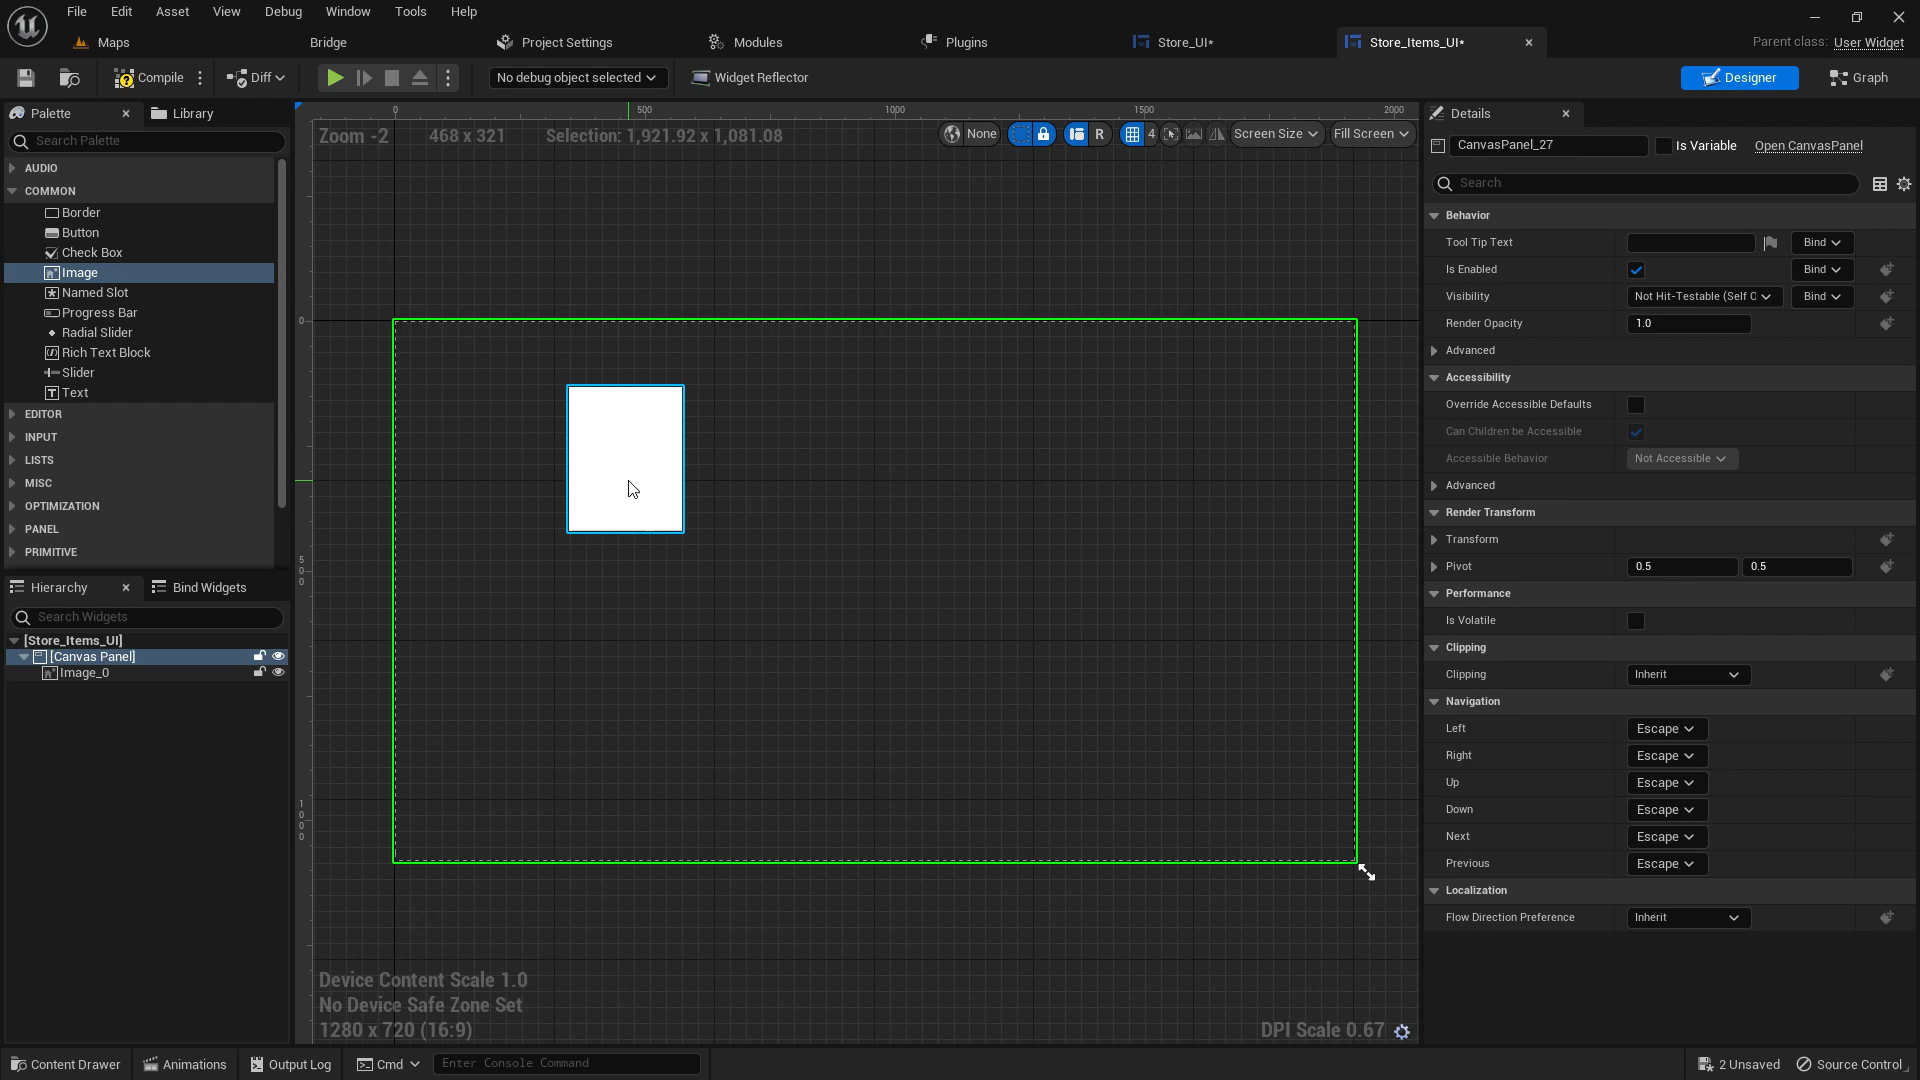 File Edit Asset View Debug Window Tools Help
Maps Bridge Project Settings Modules Plugins Store_UI* Store_Items_UI* Parent class: User Widget
Compile Diff No debug object selected Widget Reflector Designer Graph
Palette Library
Search Palette
AUDIO
COMMON
Border
Button
Check Box
Image
Named Slot
Progress Bar
Radial Slider
Rich Text Block
Slider
Text
EDITOR
INPUT
LISTS
MISC
OPTIMIZATION
PANEL
PRIMITIVE
Hierarchy Bind Widgets
Search Widgets
[Store_Items_UI]
[Canvas Panel]
Image_0
0 500 1000 1500 2000
Zoom -2 468 x 321 Selection: 1,921.92 x 1,081.08 None R 4 Screen Size Fill Screen
0
500
1000
Device Content Scale 1.0
No Device Safe Zone Set
1280 x 720 (16:9) DPI Scale 0.67
Details
CanvasPanel_27 Is Variable Open CanvasPanel
Search
Behavior
Tool Tip Text Bind
Is Enabled Bind
Visibility Not Hit-Testable (Self C Bind
Render Opacity 1.0
Advanced
Accessibility
Override Accessible Defaults
Can Children be Accessible
Accessible Behavior Not Accessible
Advanced
Render Transform
Transform
Pivot 0.5 0.5
Performance
Is Volatile
Clipping
Clipping Inherit
Navigation
Left Escape
Right Escape
Up Escape
Down Escape
Next Escape
Previous Escape
Localization
Flow Direction Preference Inherit
Content Drawer Animations Output Log Cmd Enter Console Command 2 Unsaved Source Control